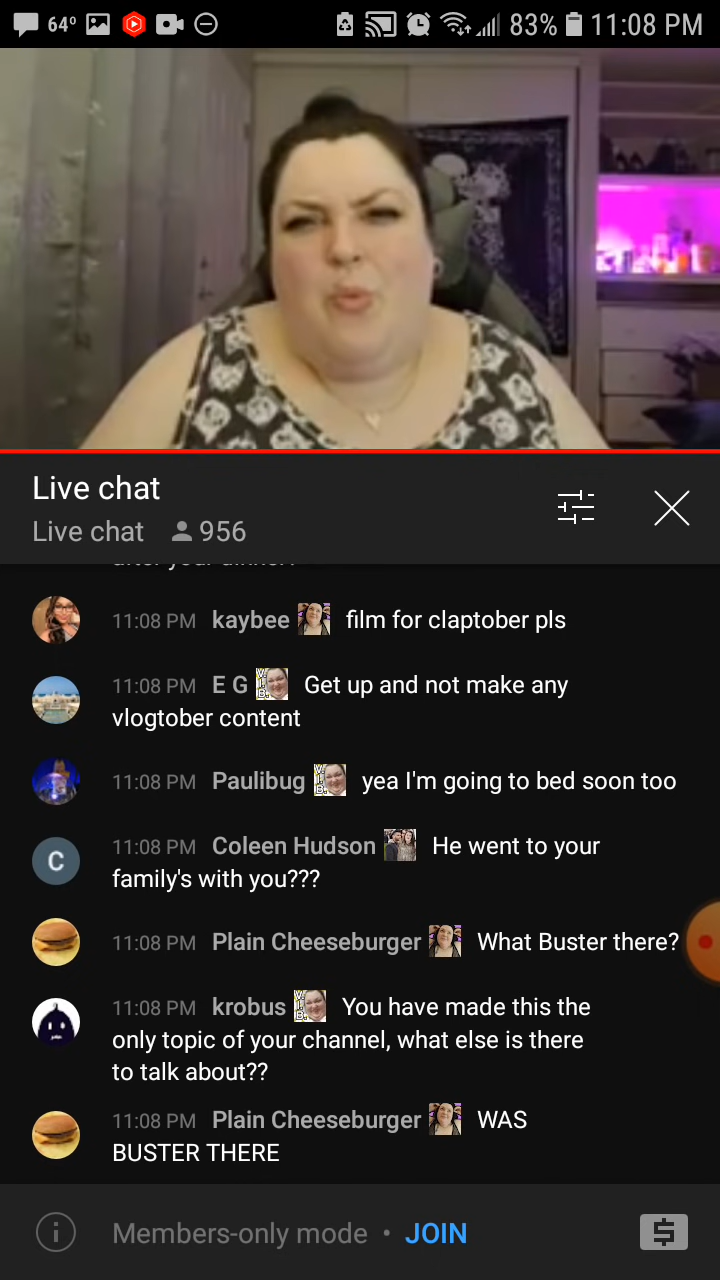 64° 83% 11:08 PM
Live chat
Live chat 956
11:08 PM kaybee film for claptober pls
11:08 PM E G Get up and not make any
vlogtober content
11:08 PM Paulibug yea I'm going to bed soon too
C 11:08 PM Coleen Hudson He went to your
family's with you???
11:08 PM Plain Cheeseburger What Buster there?
11:08 PM krobus You have made this the
only topic of your channel, what else is there
to talk about??
11:08 PM Plain Cheeseburger WAS
BUSTER THERE
Members-only mode • JOIN